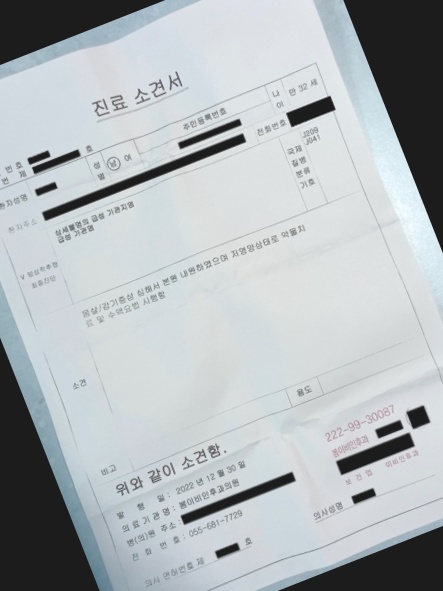 진료 소견서
번 호
번 제 호
환자성명 성별 남 여 주민등록번호 나이 만 32 세
환자주소 전화번호
V 임상적추정
최종진단
상세불명의 급성 기관지염
급성 기관염
국제
질병
분류
기호
J209
J041
소견
몸살/감기증상 심해서 본원 내원하였으며 저명양상태로 약물치
료 및 수액요법 시행함
비고 용도
위와 같이 소견함.
발 행 일 : 2022 년 12 월 30 일
의 료 기 관 명 : 봄이비인후과의원
병(의)원 주소 :
전 화 번 호 : 055-681-7729
의사 면허번호 제 호
222-99-30087
봄이비인후과
보 건 업 이비인후과
의사성명